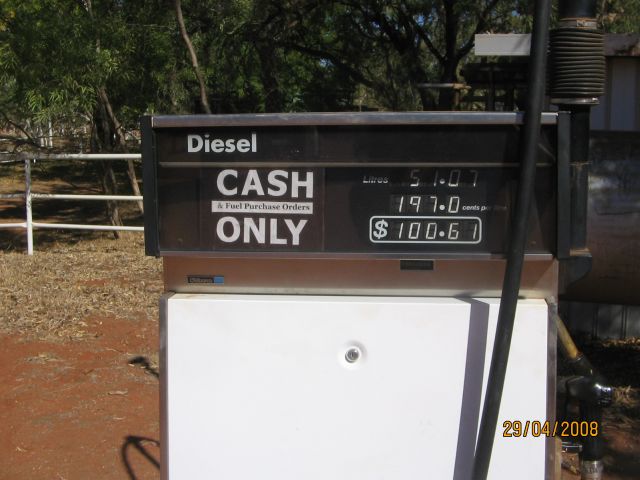 Diesel
CASH
& Fuel Purchase Orders
ONLY
Litres 51.07
197.0 cents per litre
$ 100.61
29/04/2008